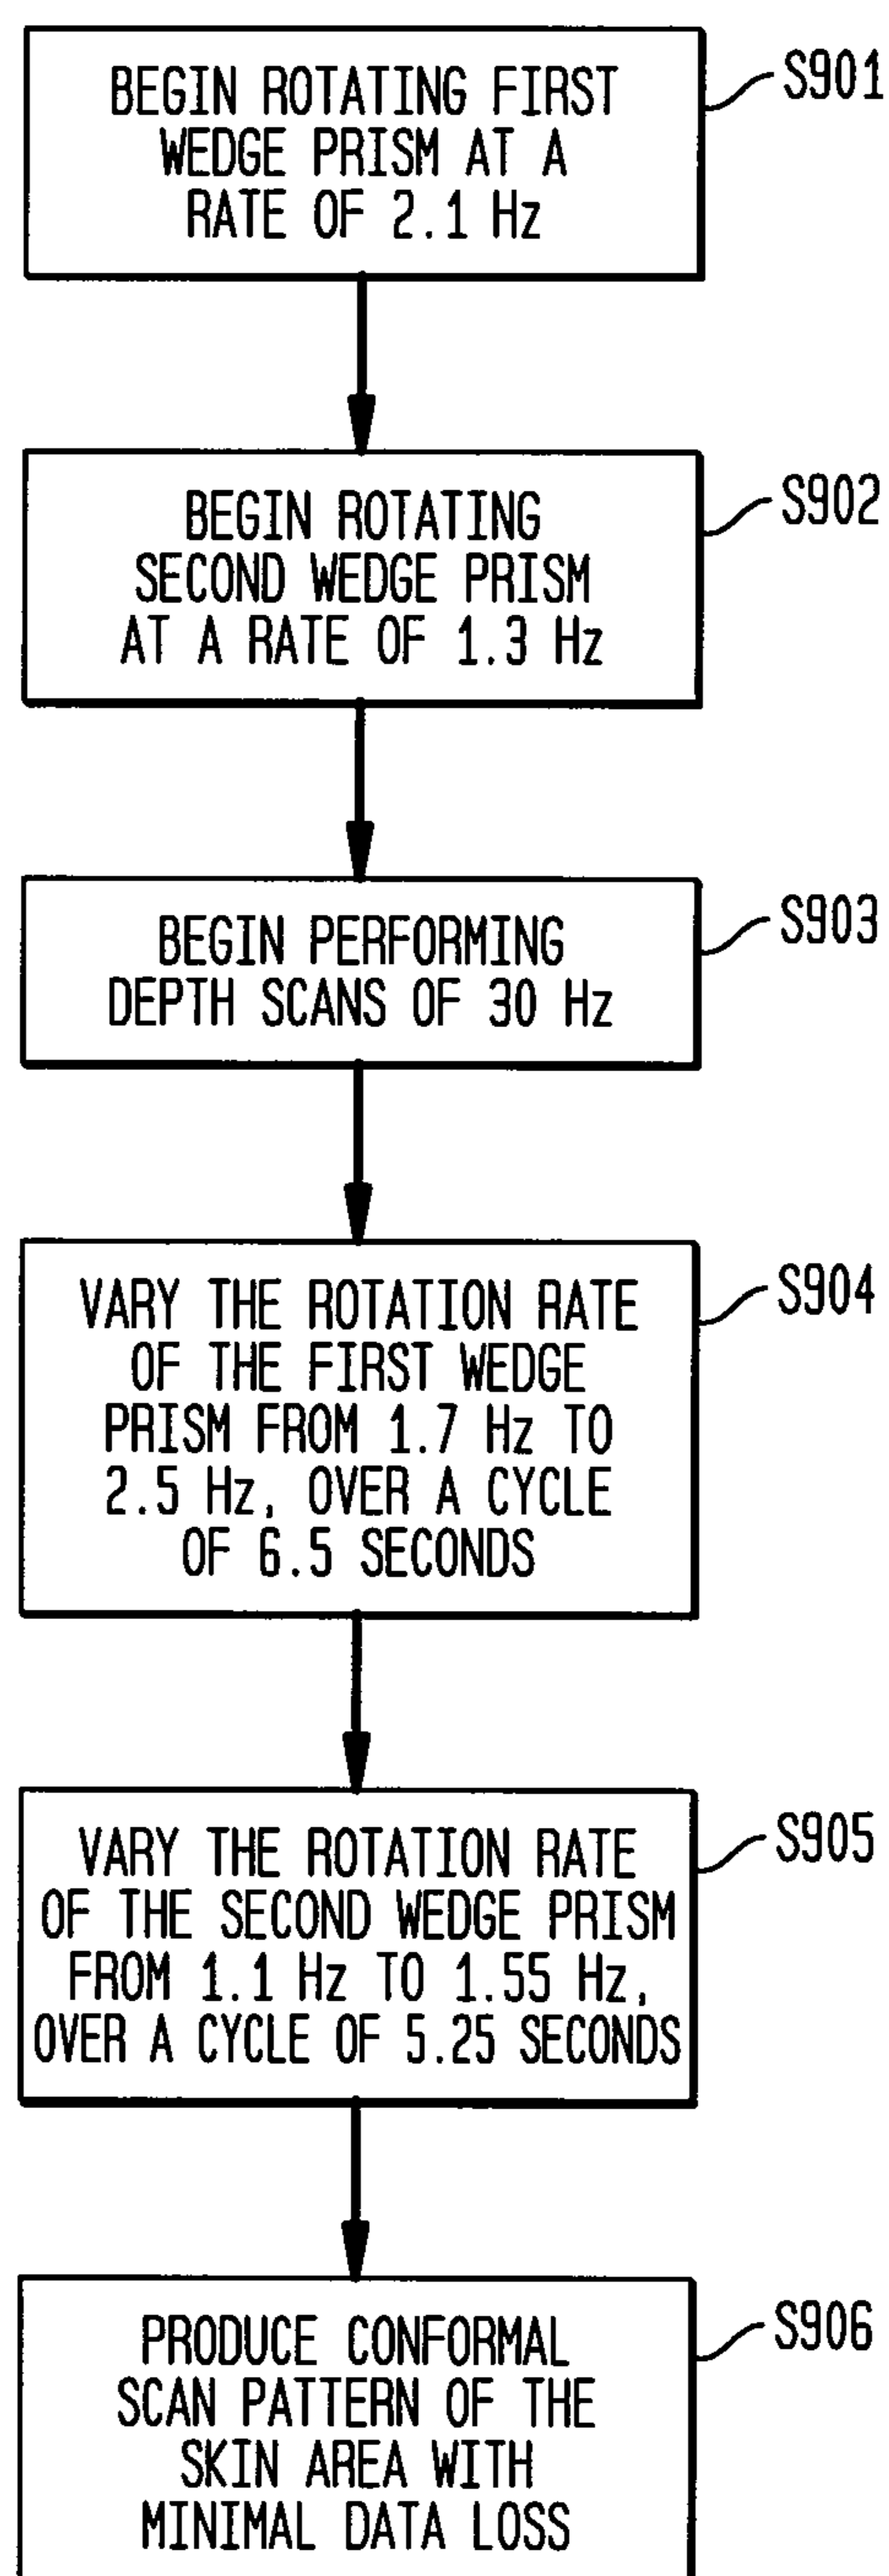 BEGIN ROTATING FIRST
WEDGE PRISM AT A
RATE OF 2.1 Hz
S901
BEGIN ROTATING
SECOND WEDGE PRISM
AT A RATE OF 1.3 Hz
S902
BEGIN PERFORMING
DEPTH SCANS OF 30 Hz
S903
VARY THE ROTATION RATE
OF THE FIRST WEDGE
PRISM FROM 1.7 Hz TO
2.5 Hz, OVER A CYCLE
OF 6.5 SECONDS
S904
VARY THE ROTATION RATE
OF THE SECOND WEDGE PRISM
FROM 1.1 Hz TO 1.55 Hz,
OVER A CYCLE OF 5.25 SECONDS
S905
PRODUCE CONFORMAL
SCAN PATTERN OF THE
SKIN AREA WITH
MINIMAL DATA LOSS
S906